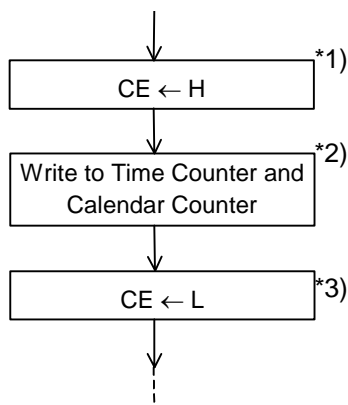 *1)
CE ← H
*2)
Write to Time Counter and
Calendar Counter
*3)
CE ← L